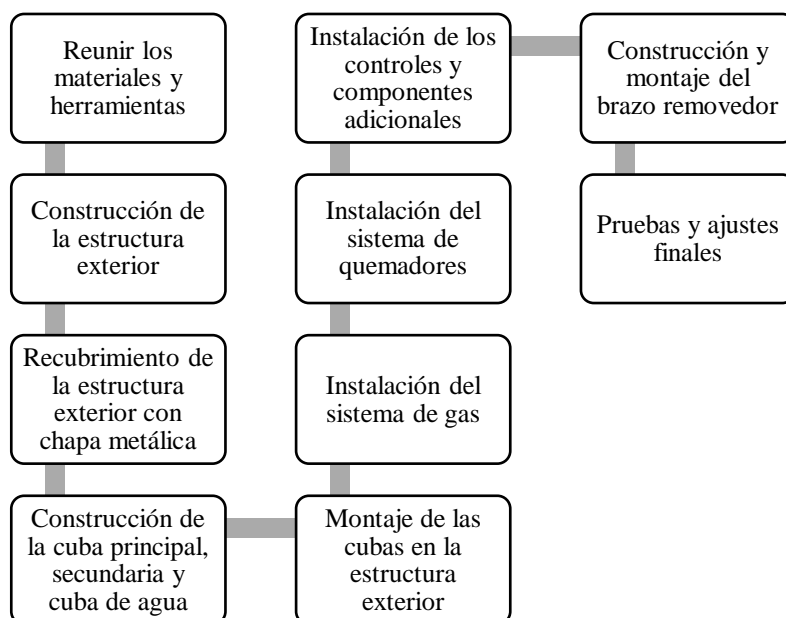 Reunir los
materiales y
herramientas
Construcción de
la estructura
exterior
Recubrimiento de
la estructura
exterior con
chapa metálica
Construcción de
la cuba principal,
secundaria y
cuba de agua
Montaje de las
cubas en la
estructura
exterior
Instalación del
sistema de gas
Instalación del
sistema de
quemadores
Instalación de los
controles y
componentes
adicionales
Construcción y
montaje del
brazo removedor
Pruebas y ajustes
finales